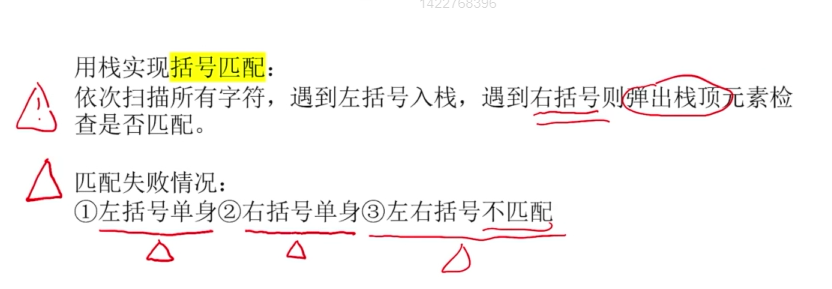 1422768396
用栈实现括号匹配：
依次扫描所有字符，遇到左括号入栈，遇到右括号则弹出栈顶元素检
查是否匹配。
匹配失败情况：
①左括号单身②右括号单身③左右括号不匹配